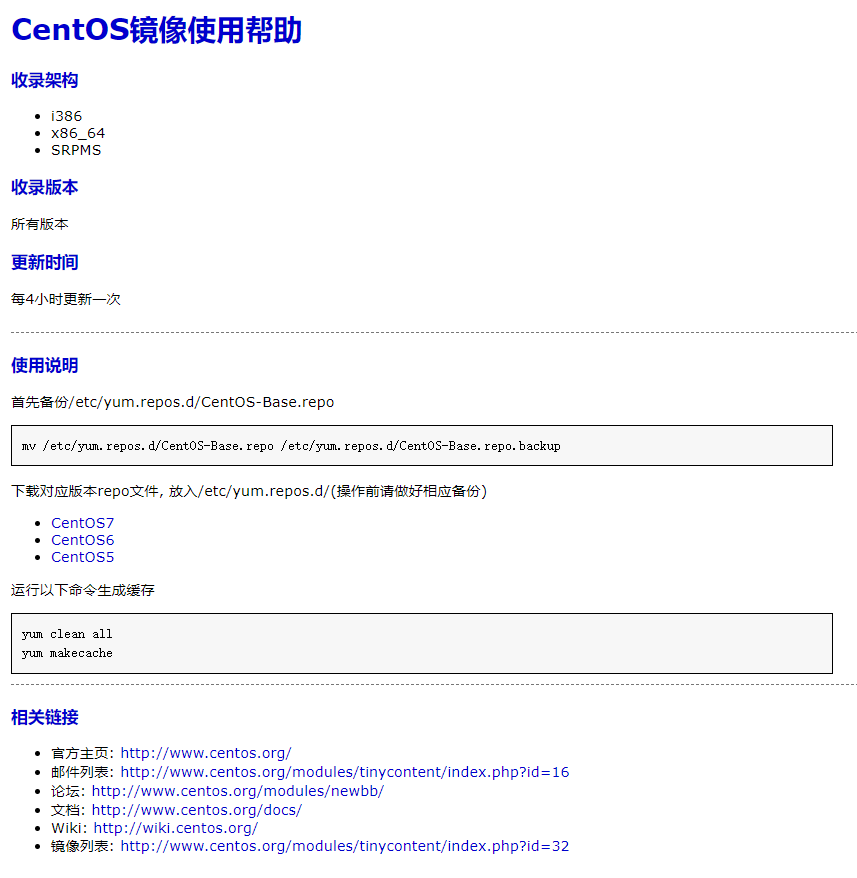 CentOS镜像使用帮助
收录架构
i386
x86_64
SRPMS
收录版本
所有版本
更新时间
每4小时更新一次
使用说明
首先备份/etc/yum.repos.d/CentOS-Base.repo
mv /etc/yum.repos.d/CentOS-Base.repo /etc/yum.repos.d/CentOS-Base.repo.backup
下载对应版本repo文件, 放入/etc/yum.repos.d/(操作前请做好相应备份)
CentOS7
CentOS6
CentOS5
运行以下命令生成缓存
yum clean all
yum makecache
相关链接
官方主页: http://www.centos.org/
邮件列表: http://www.centos.org/modules/tinycontent/index.php?id=16
论坛: http://www.centos.org/modules/newbb/
文档: http://www.centos.org/docs/
Wiki: http://wiki.centos.org/
镜像列表: http://www.centos.org/modules/tinycontent/index.php?id=32